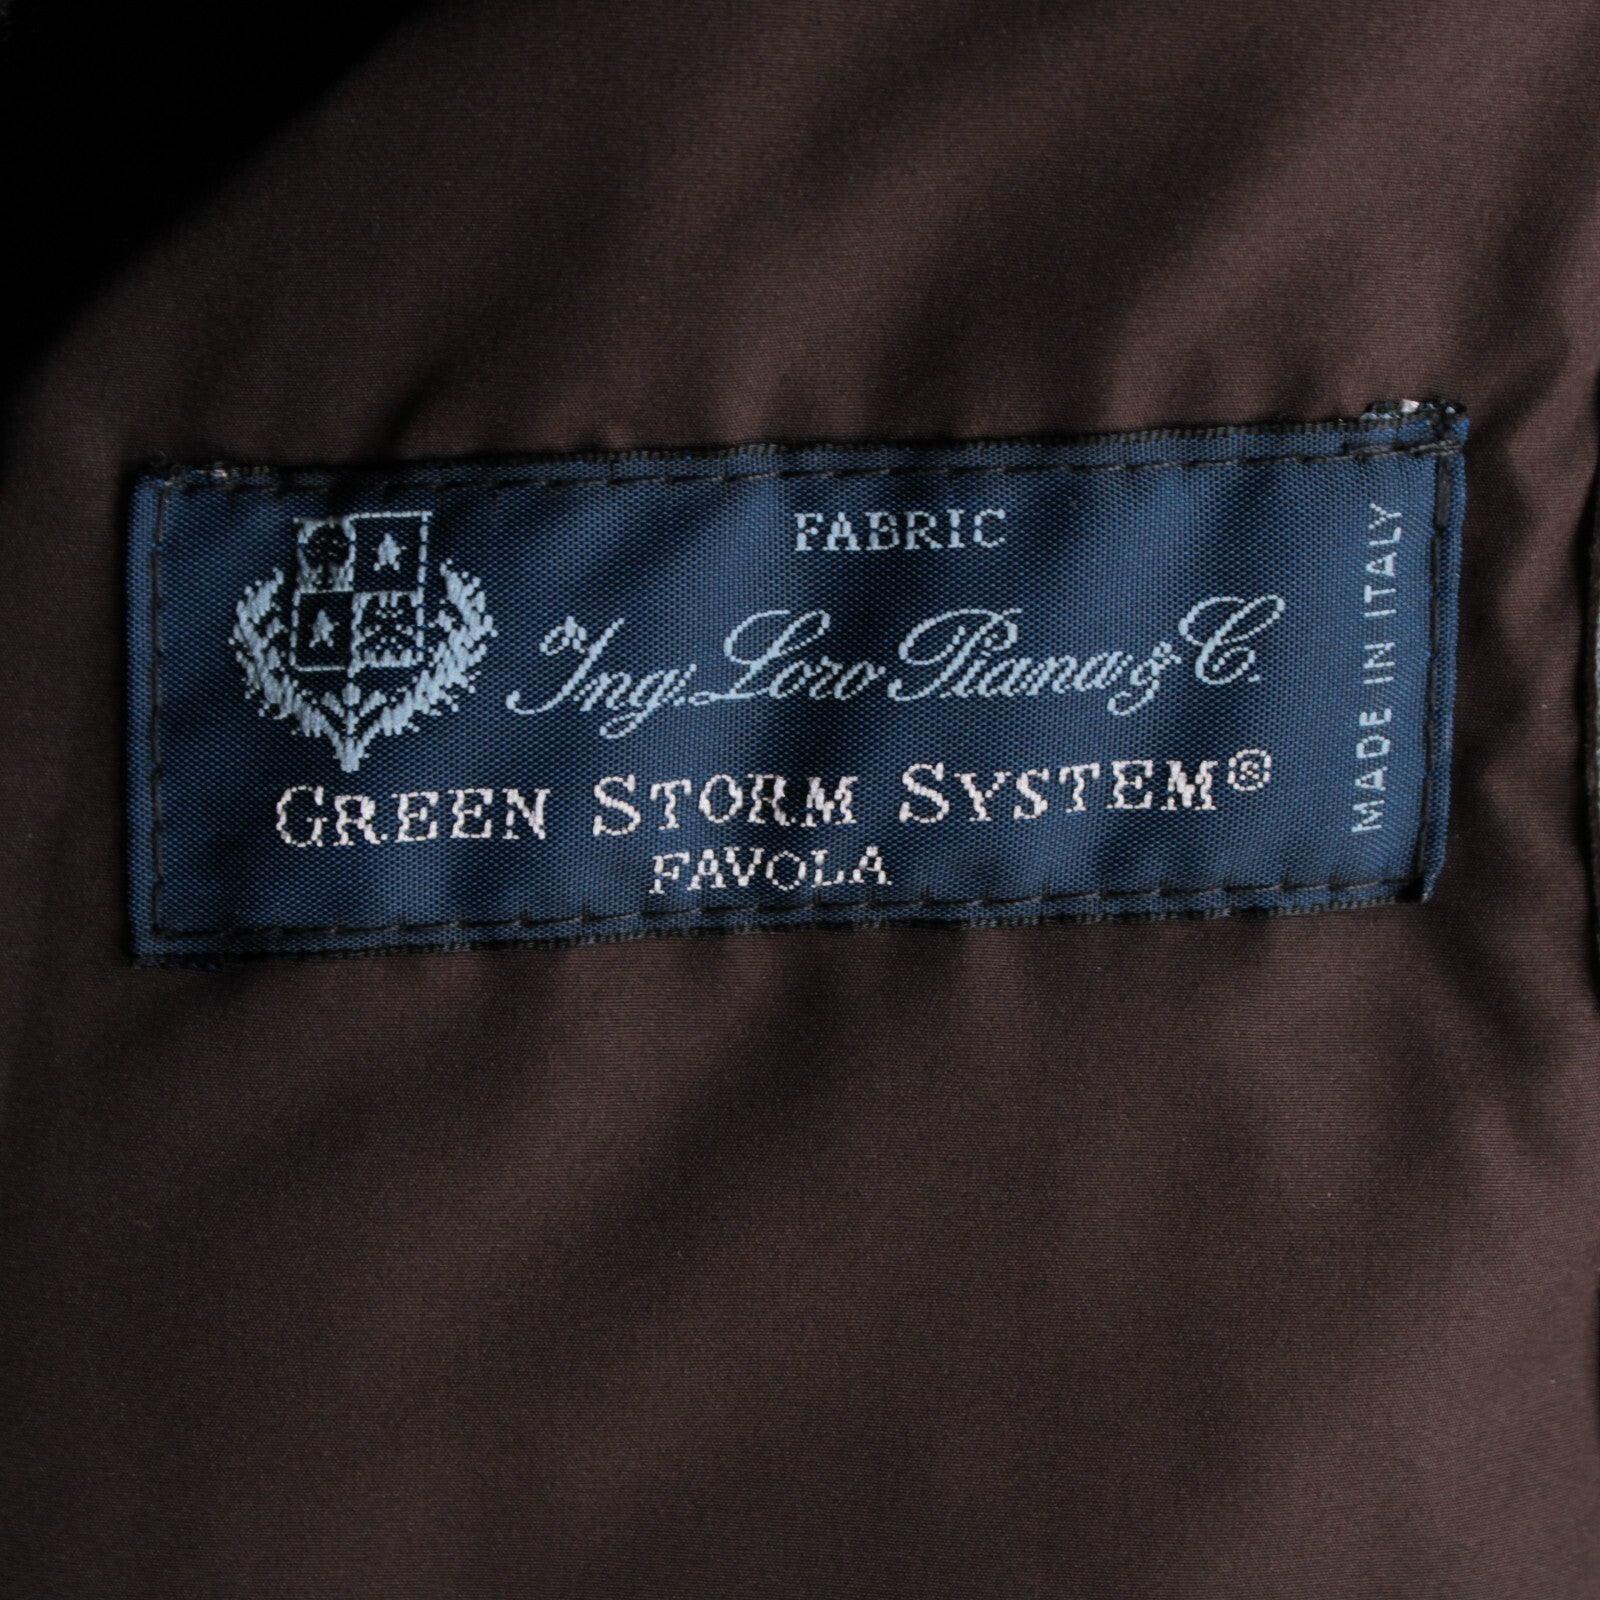 FABRIC
Ing. Loro Piana & C.
GREEN STORM SYSTEM®
FAVOLA
MADE IN ITALY